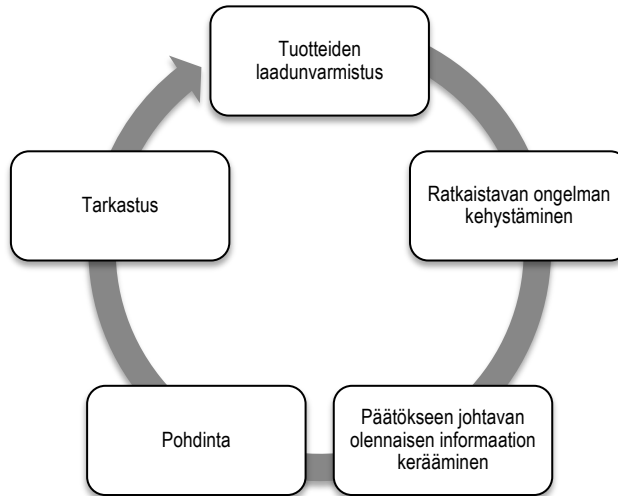 Tuotteiden
laadunvarmistus
Ratkaistavan ongelman
kehystäminen
Päätökseen johtavan
olennaisen informaation
kerääminen
Pohdinta
Tarkastus